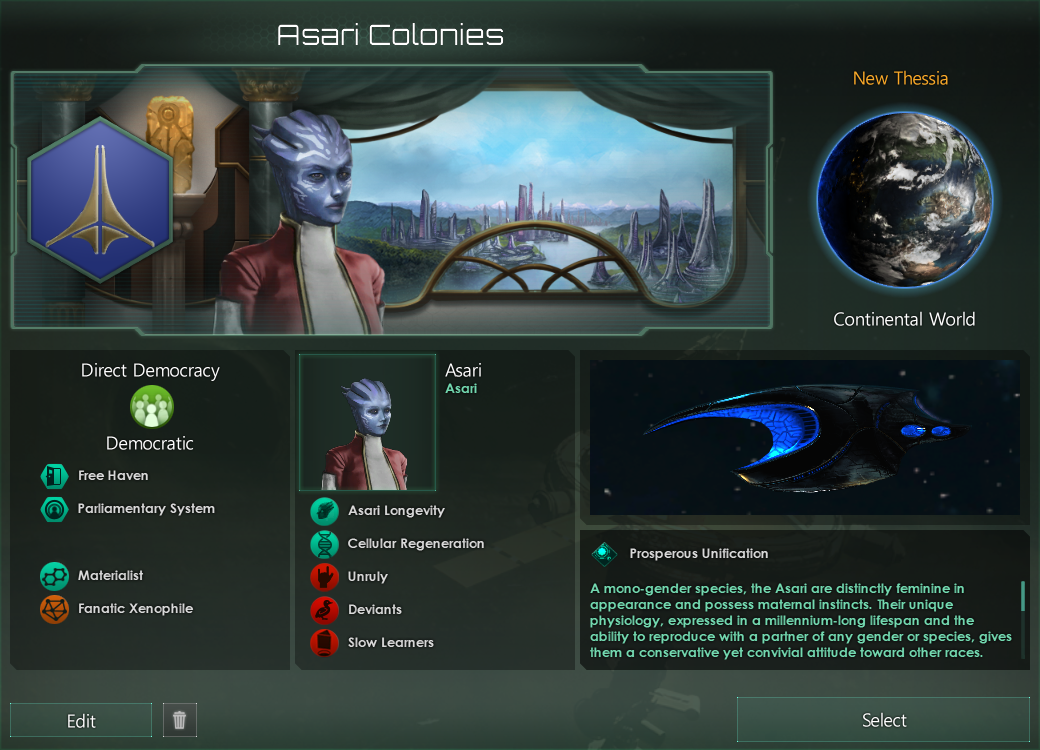 Asari Colonies
New Thessia
Continental World
Direct Democracy
Democratic
Free Haven
Parliamentary System
Materialist
Fanatic Xenophile
Asari
Asari
Asari Longevity
Cellular Regeneration
Unruly
Deviants
Slow Learners
Prosperous Unification
A mono-gender species, the Asari are distinctly feminine in
appearance and possess maternal instincts. Their unique
physiology, expressed in a millennium-long lifespan and the
ability to reproduce with a partner of any gender or species, gives
them a conservative yet convivial attitude toward other races.
Edit
Select